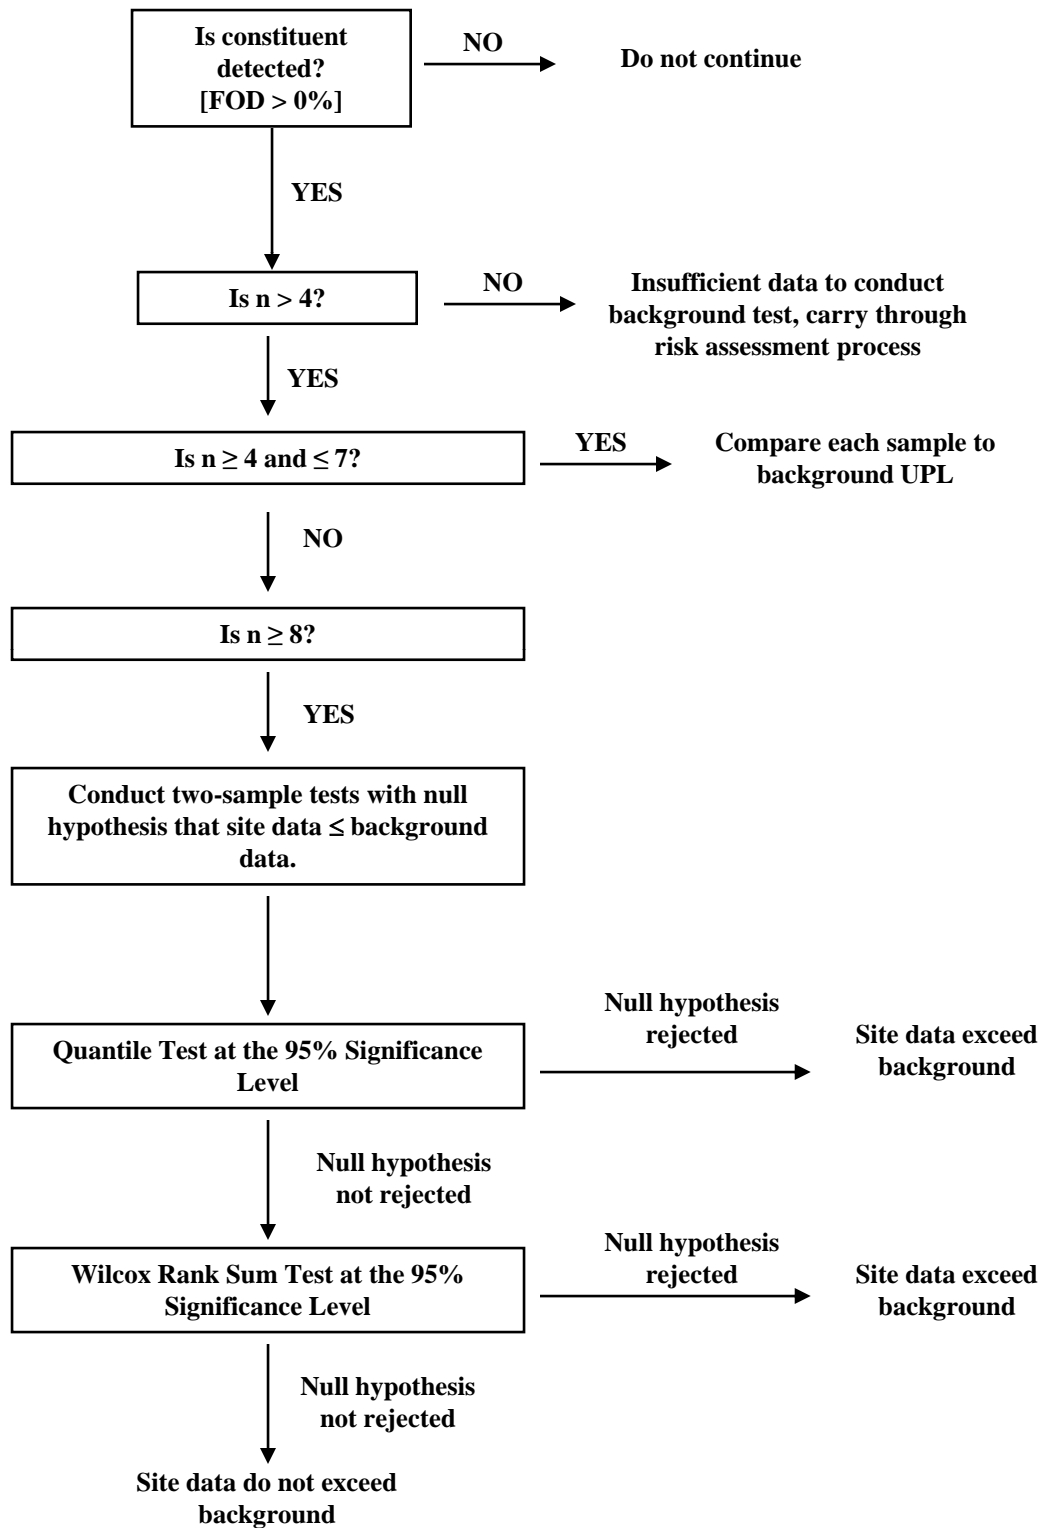 Is constituent
detected?
[FOD > 0%]
NO
Do not continue
YES
Is n > 4?
NO
Insufficient data to conduct
background test, carry through
risk assessment process
YES
Is n ≥ 4 and ≤ 7?
YES
Compare each sample to
background UPL
NO
Is n ≥ 8?
YES
Conduct two-sample tests with null
hypothesis that site data ≤ background
data.
Quantile Test at the 95% Significance
Level
Null hypothesis
rejected
Site data exceed
background
Null hypothesis
not rejected
Wilcox Rank Sum Test at the 95%
Significance Level
Null hypothesis
rejected
Site data exceed
background
Null hypothesis
not rejected
Site data do not exceed
background